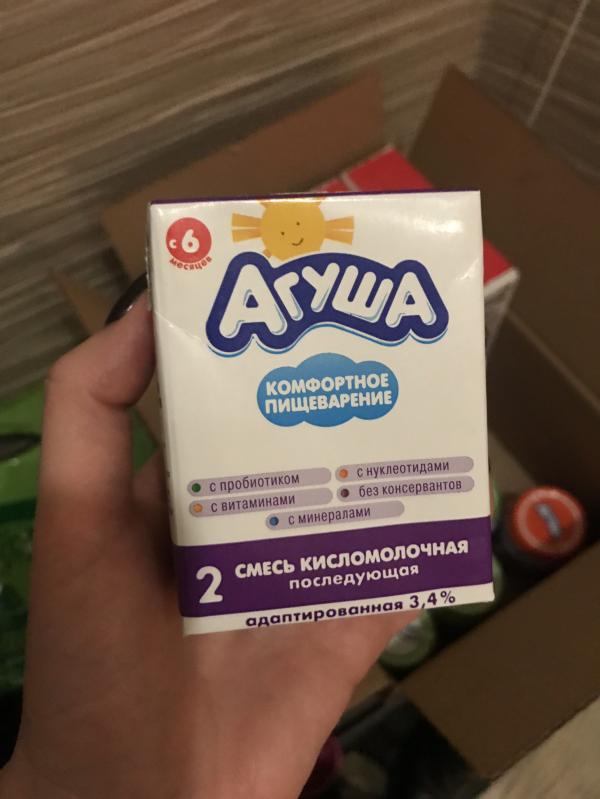 с 6
месяцев
АГУША
КОМФОРТНОЕ
ПИЩЕВАРЕНИЕ
с пробиотиком
с нуклеотидами
с витаминами
без консервантов
с минералами
2
СМЕСЬ КИСЛОМОЛОЧНАЯ
последующая
адаптированная 3,4%